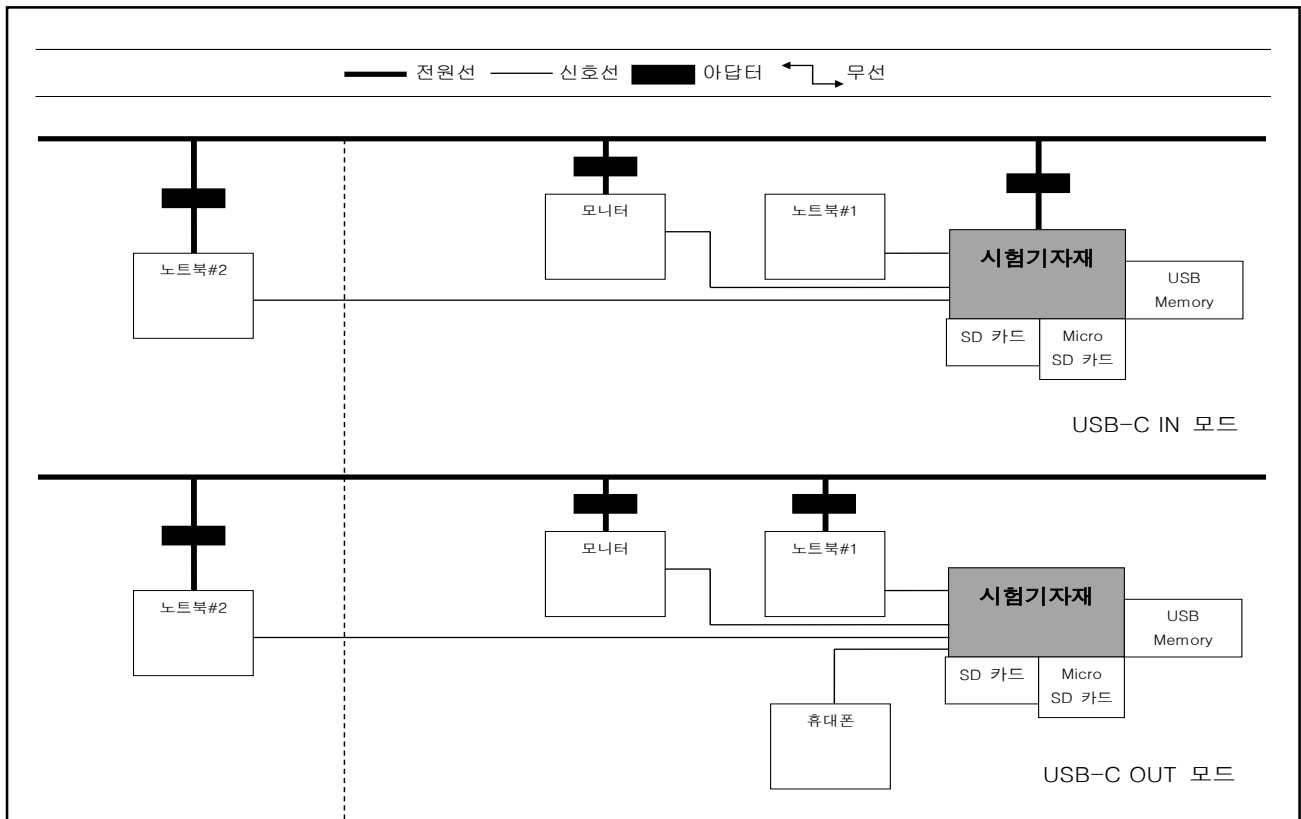 전원선 신호선 아답터 무선
모니터 노트북#1
노트북#2
시험기자재
USB
Memory
SD 카드
Micro
SD 카드
USB-C IN 모드
모니터 노트북#1
노트북#2
시험기자재
USB
Memory
SD 카드
Micro
SD 카드
휴대폰
USB-C OUT 모드